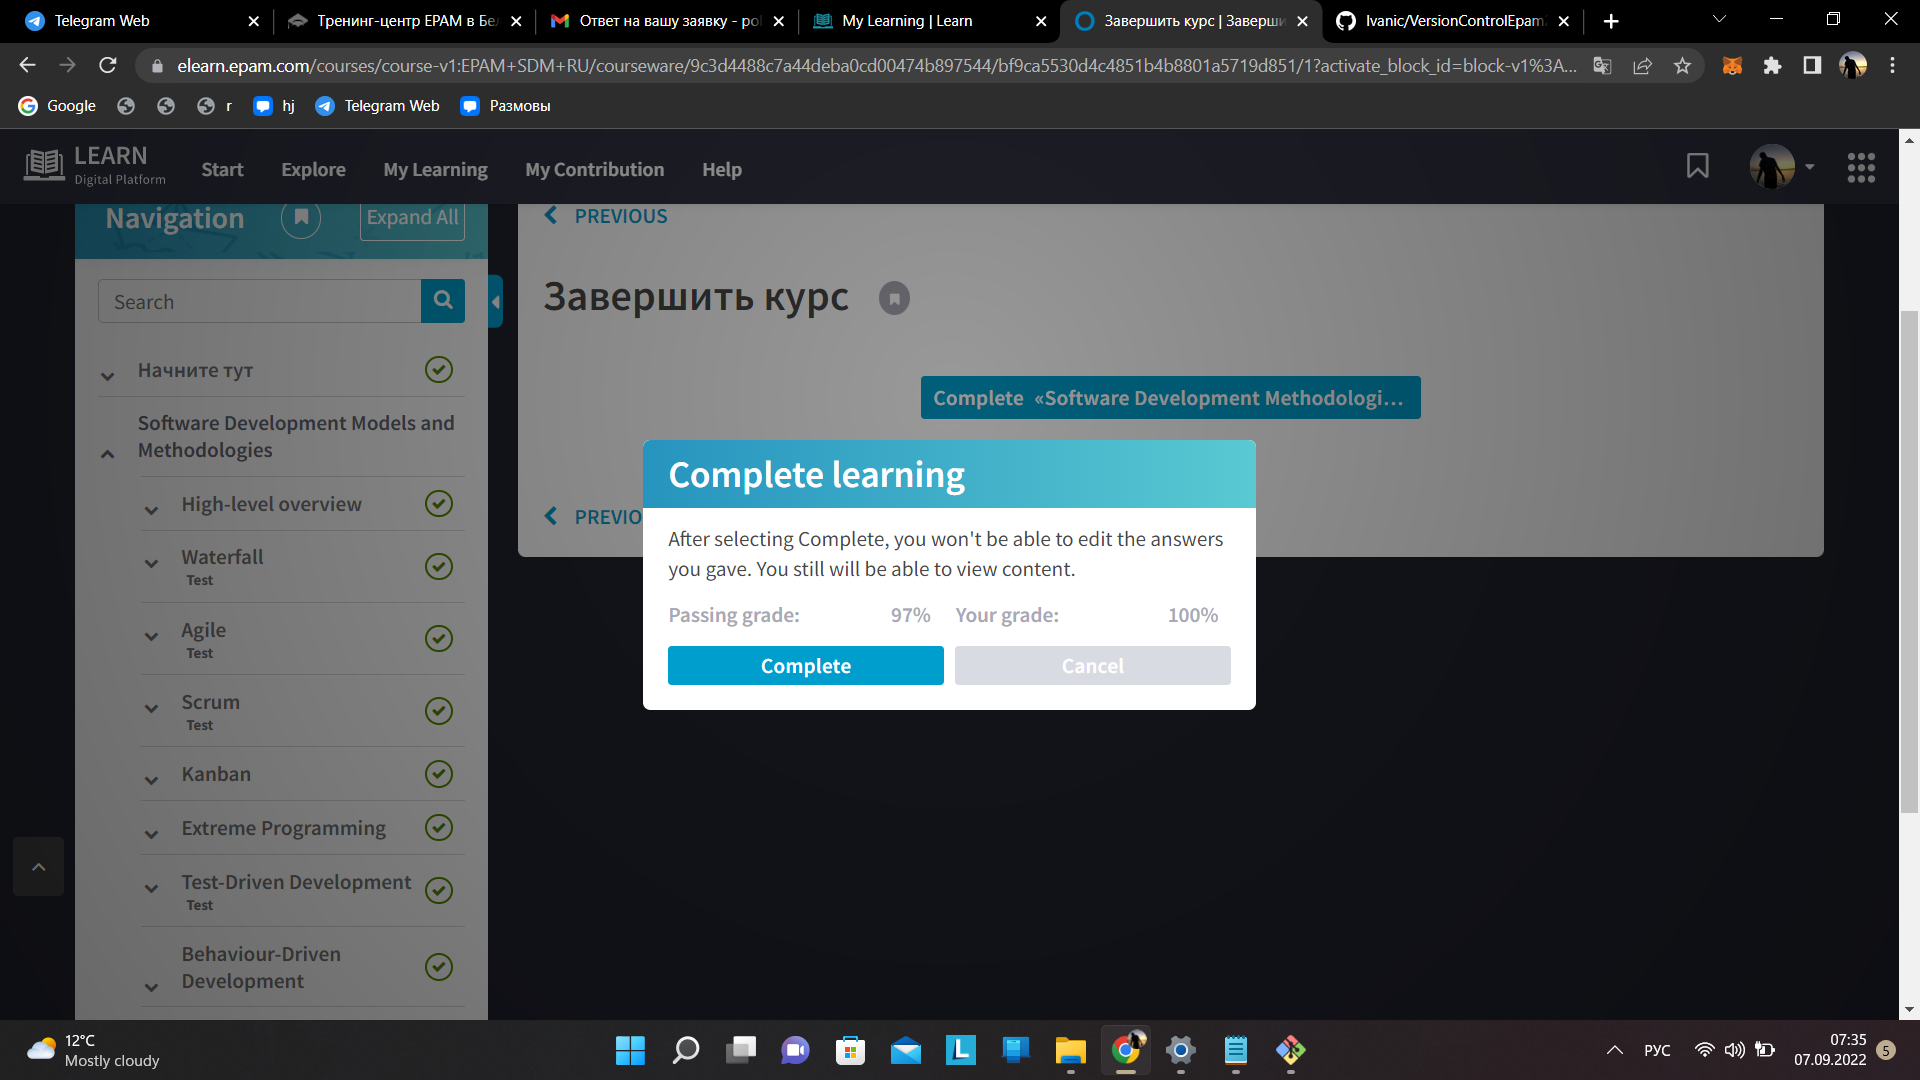 Telegram Web
Тренинг-центр EPAM в Бел
Ответ на вашу заявку - pol
My Learning | Learn
Завершить курс | Заверши
Ivanic/VersionControlEpam2
elearn.epam.com/courses/course-v1:EPAM+SDM+RU/courseware/9c3d4488c7a44deba0cd00474b897544/bf9ca5530d4c4851b4b8801a5719d851/1?activate_block_id=block-v1%3A...
Google
r
hj
Telegram Web
Размовы
LEARN
Digital Platform
Start
Explore
My Learning
My Contribution
Help
Navigation
Expand All
PREVIOUS
Search
Завершить курс
Начните тут
Complete «Software Development Methodologi...
Software Development Models and
Methodologies
Complete learning
High-level overview
PREVIO
After selecting Complete, you won't be able to edit the answers
you gave. You still will be able to view content.
Waterfall
Test
Passing grade: 97% Your grade: 100%
Agile
Test
Complete
Cancel
Scrum
Test
Kanban
Extreme Programming
Test-Driven Development
Test
Behaviour-Driven
Development
12°C
Mostly cloudy
L
РУС
07:35
07.09.2022
5